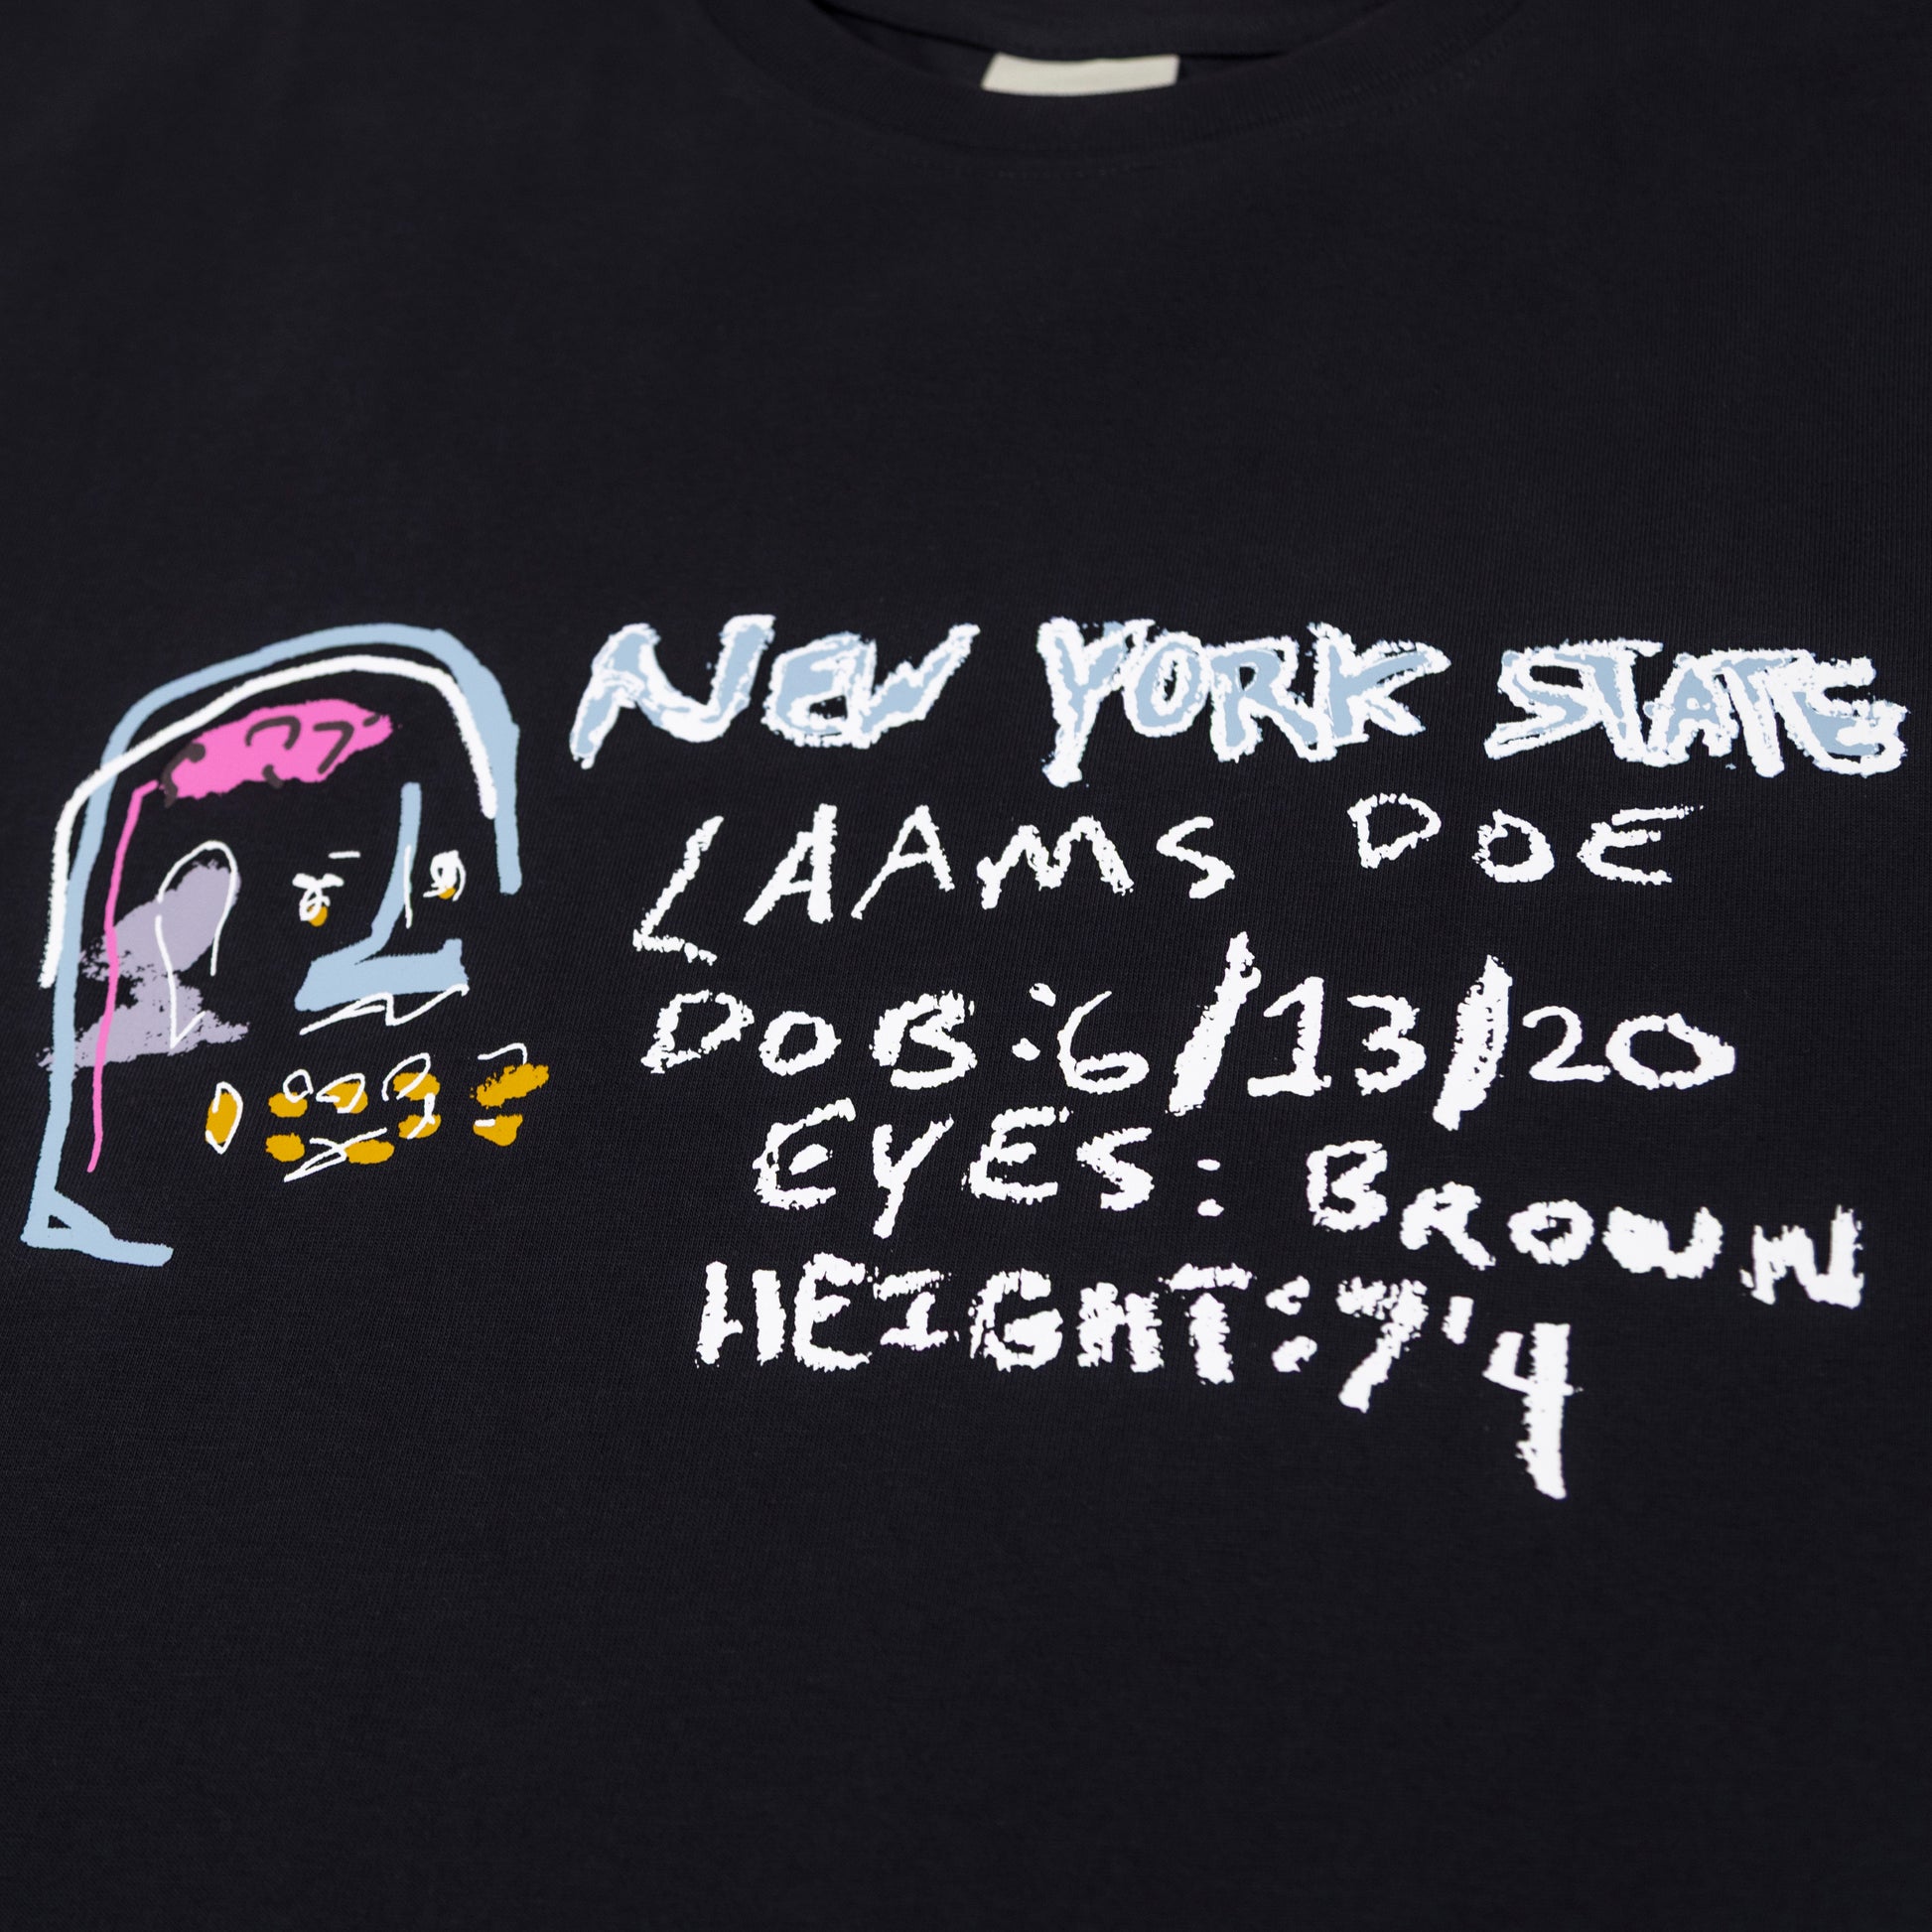 NEW YORK STATE
LAAMS DOE
DOB:6/13/20
EYES: BROWN
HEIGHT:7'4